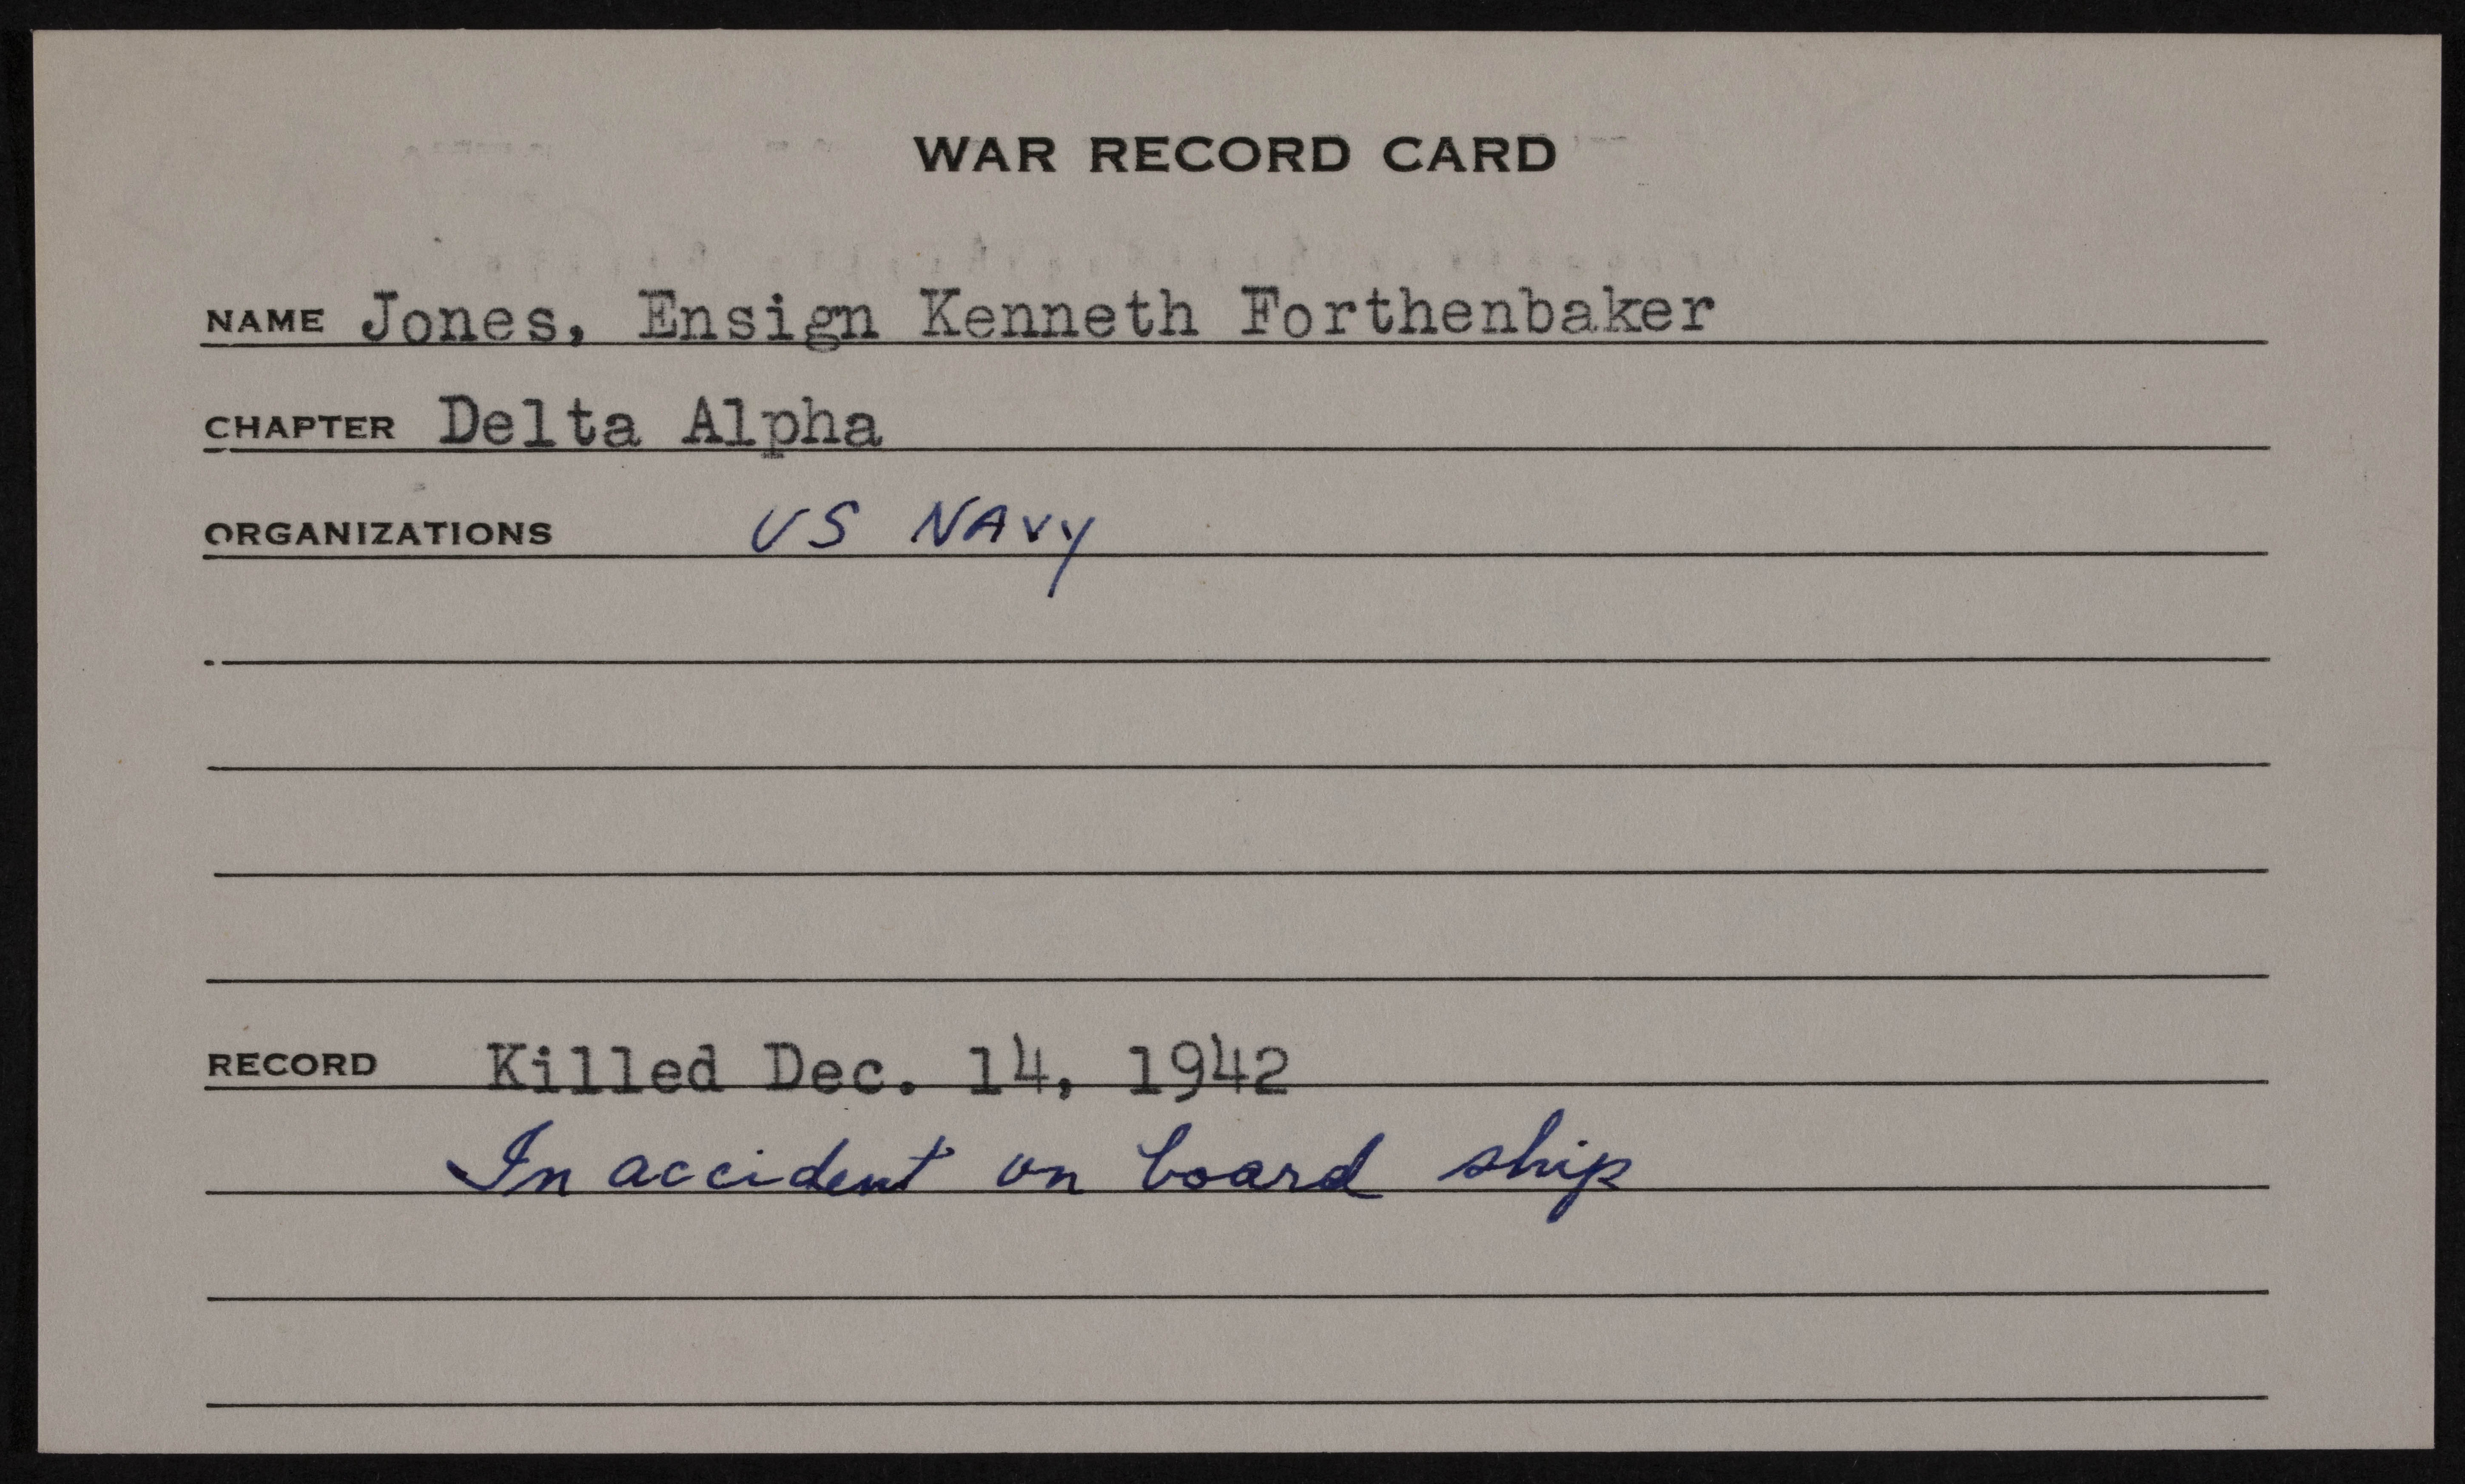 WAR RECORD CARD
NAME Jones, Ensign Kenneth Forthenbaker
CHAPTER Delta Alpha
ORGANIZATIONS US NAVY
RECORD Killed Dec. 14, 1942
In accident on board ship